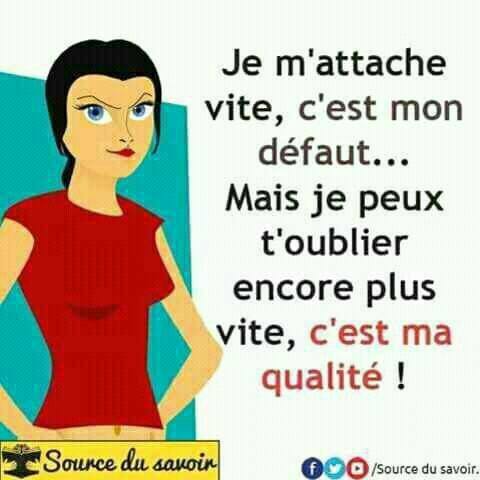 Je m'attache
vite, c'est mon
défaut...
Mais je peux
t'oublier
encore plus
vite, c'est ma
qualité !
Source du savoir
/Source du savoir.